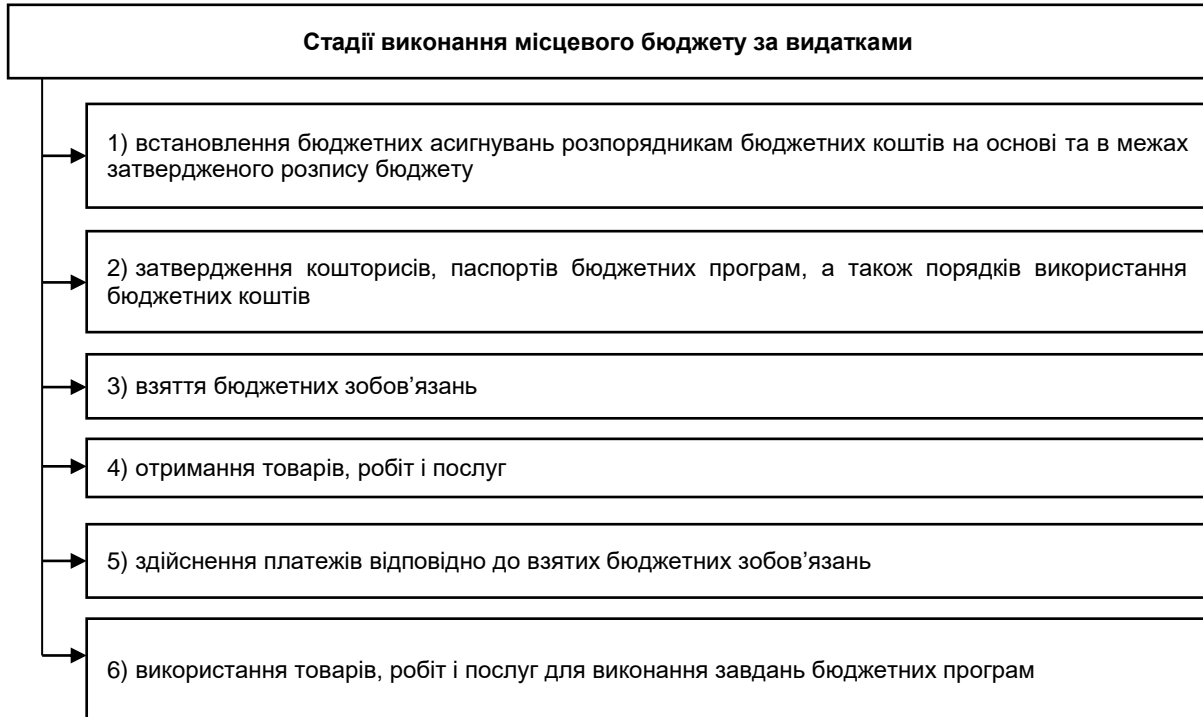 Стадії виконання місцевого бюджету за видатками
1) встановлення бюджетних асигнувань розпорядникам бюджетних коштів на основі та в межах
затвердженого розпису бюджету
2) затвердження кошторисів, паспортів бюджетних програм, а також порядків використання
бюджетних коштів
3) взяття бюджетних зобов’язань
4) отримання товарів, робіт і послуг
5) здійснення платежів відповідно до взятих бюджетних зобов’язань
6) використання товарів, робіт і послуг для виконання завдань бюджетних програм